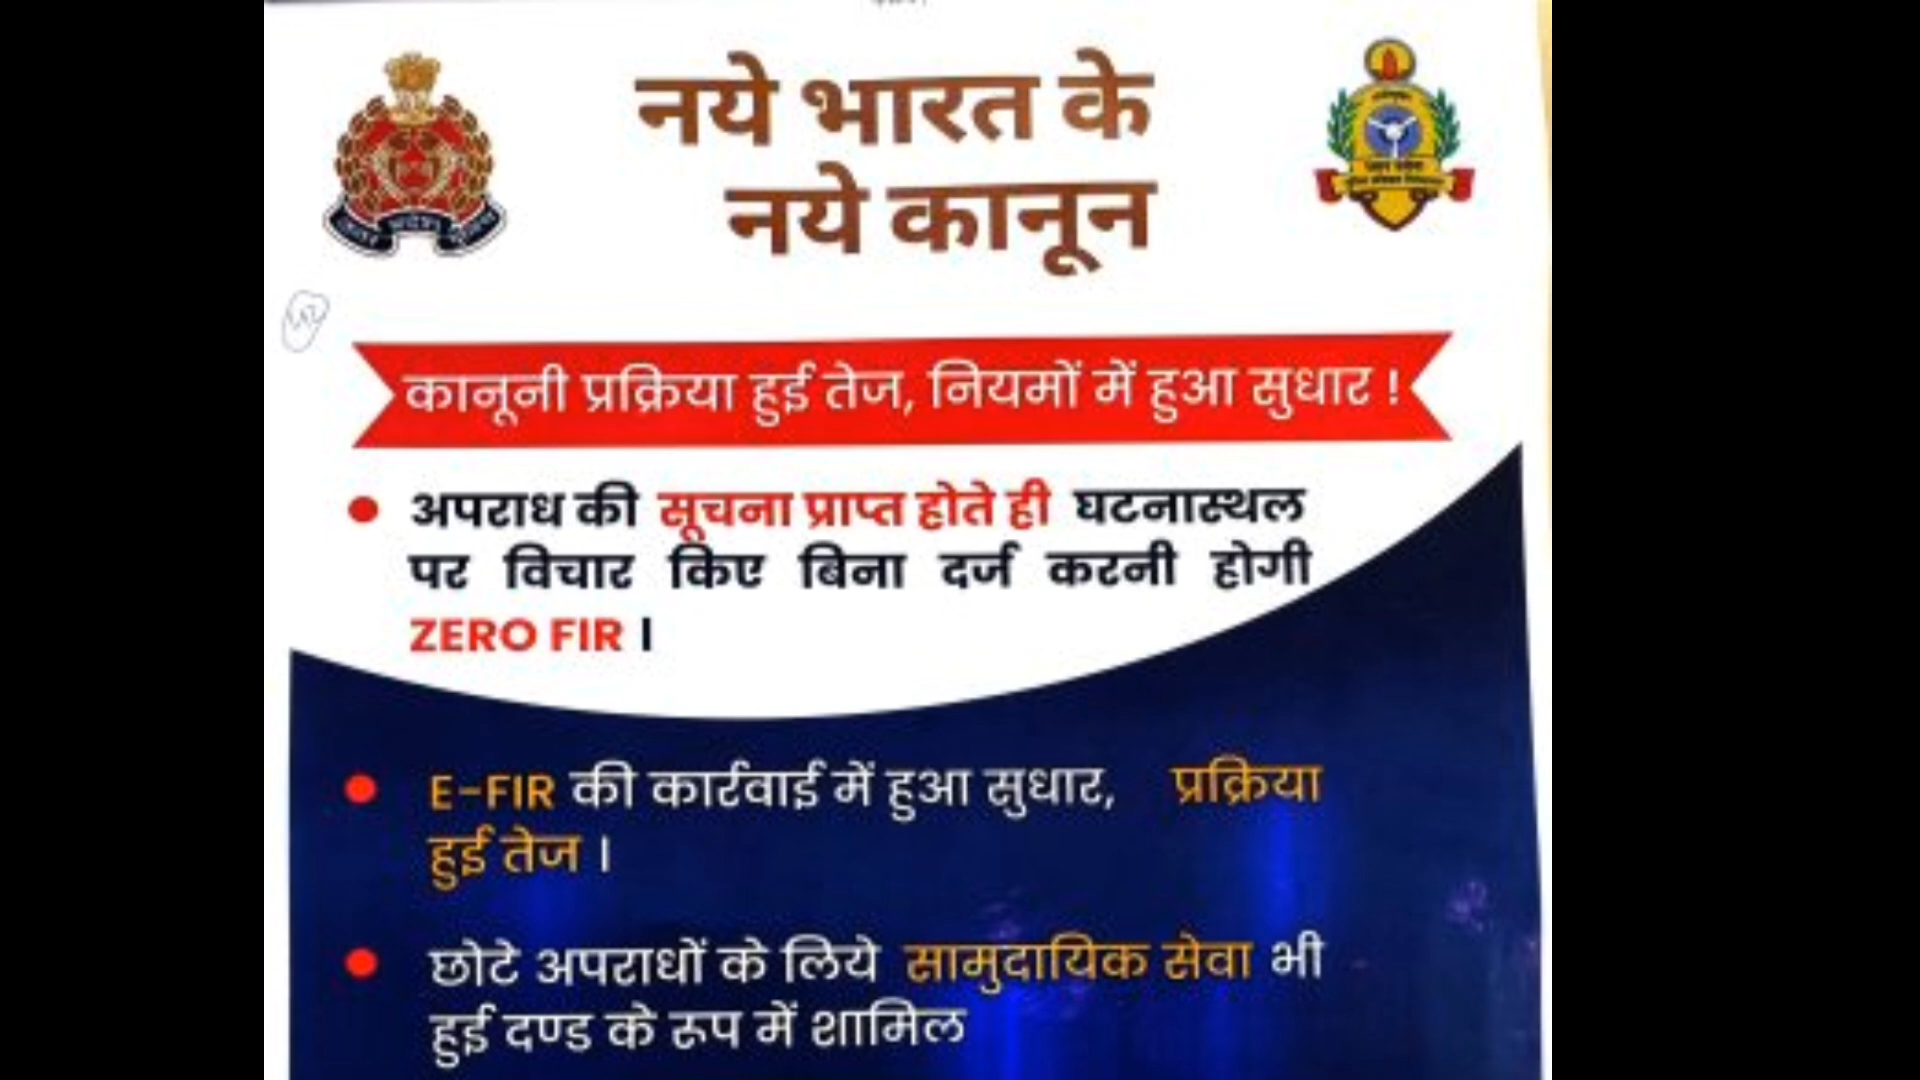 नये भारत के
नये कानून
कानूनी प्रक्रिया हुई तेज, नियमों में हुआ सुधार !
• अपराध की सूचना प्राप्त होते ही घटनास्थल
पर विचार किए बिना दर्ज करनी होगी
ZERO FIR ।
• E-FIR की कार्रवाई में हुआ सुधार, प्रक्रिया
हुई तेज ।
• छोटे अपराधों के लिये सामुदायिक सेवा भी
हुई दण्ड के रूप में शामिल